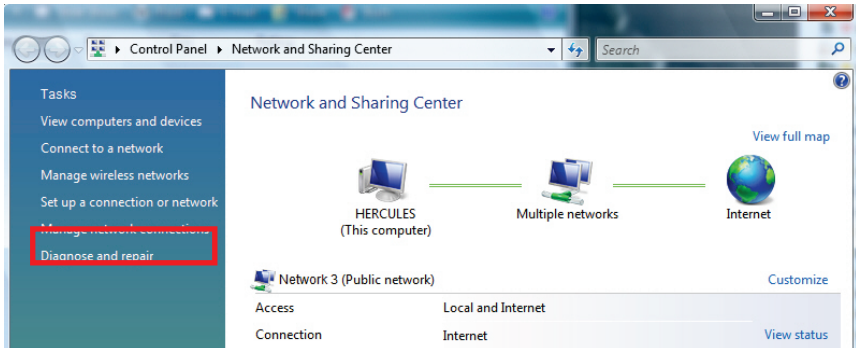 Control Panel Network and Sharing Center
Search
Tasks
View computers and devices
Connect to a network
Manage wireless networks
Set up a connection or network
Manage network connections
Diagnose and repair
Network and Sharing Center
View full map
HERCULES
(This computer)
Multiple networks
Internet
Network 3 (Public network)
Customize
Access Local and Internet
Connection Internet View status